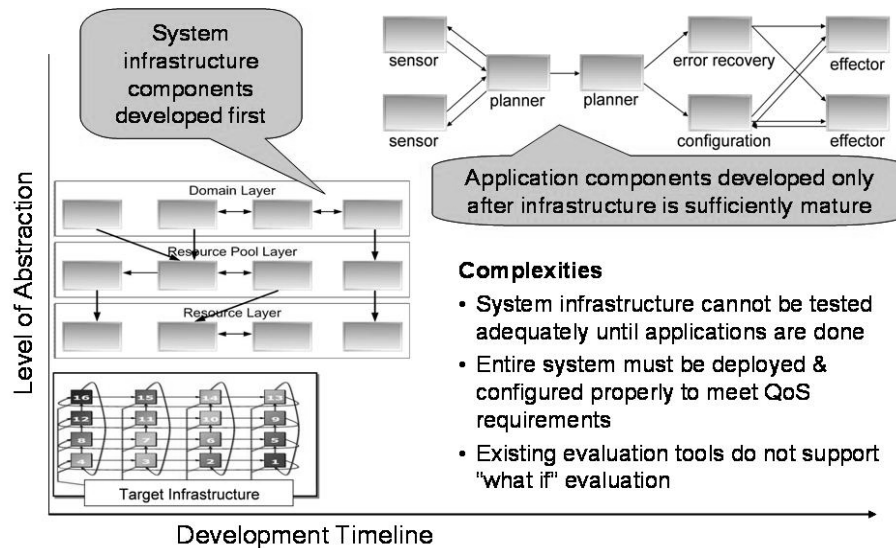 System
infrastructure
components
developed first
sensor
sensor
planner
planner
error recovery
configuration
effector
effector
Application components developed only
after infrastructure is sufficiently mature
Domain Layer
Resource Pool Layer
Resource Layer
16 15 14 13
12 11 10 9
8 7 6 5
4 3 2 1
Target Infrastructure
Complexities
• System infrastructure cannot be tested
adequately until applications are done
• Entire system must be deployed &
configured properly to meet QoS
requirements
• Existing evaluation tools do not support
"what if" evaluation
Level of Abstraction
Development Timeline